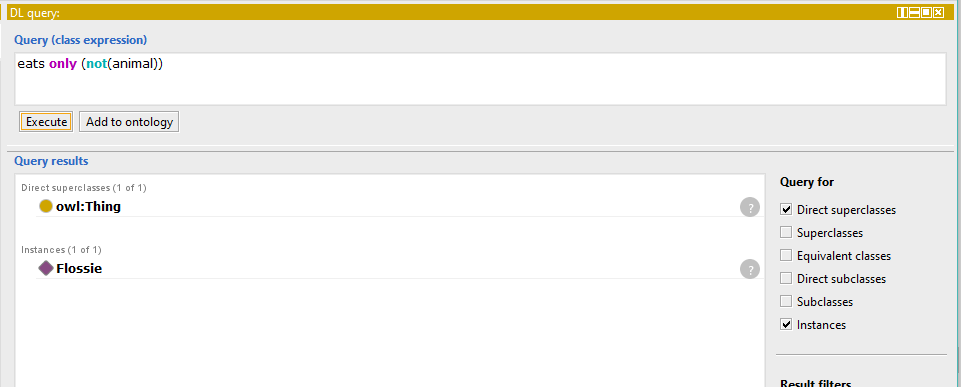 DL query:
Query (class expression)
eats only (not(animal))
Execute
Add to ontology
Query results
Direct superclasses (1 of 1)
owl:Thing
?
Instances (1 of 1)
Flossie
?
Query for
Direct superclasses
Superclasses
Equivalent classes
Direct subclasses
Subclasses
Instances
Result filters